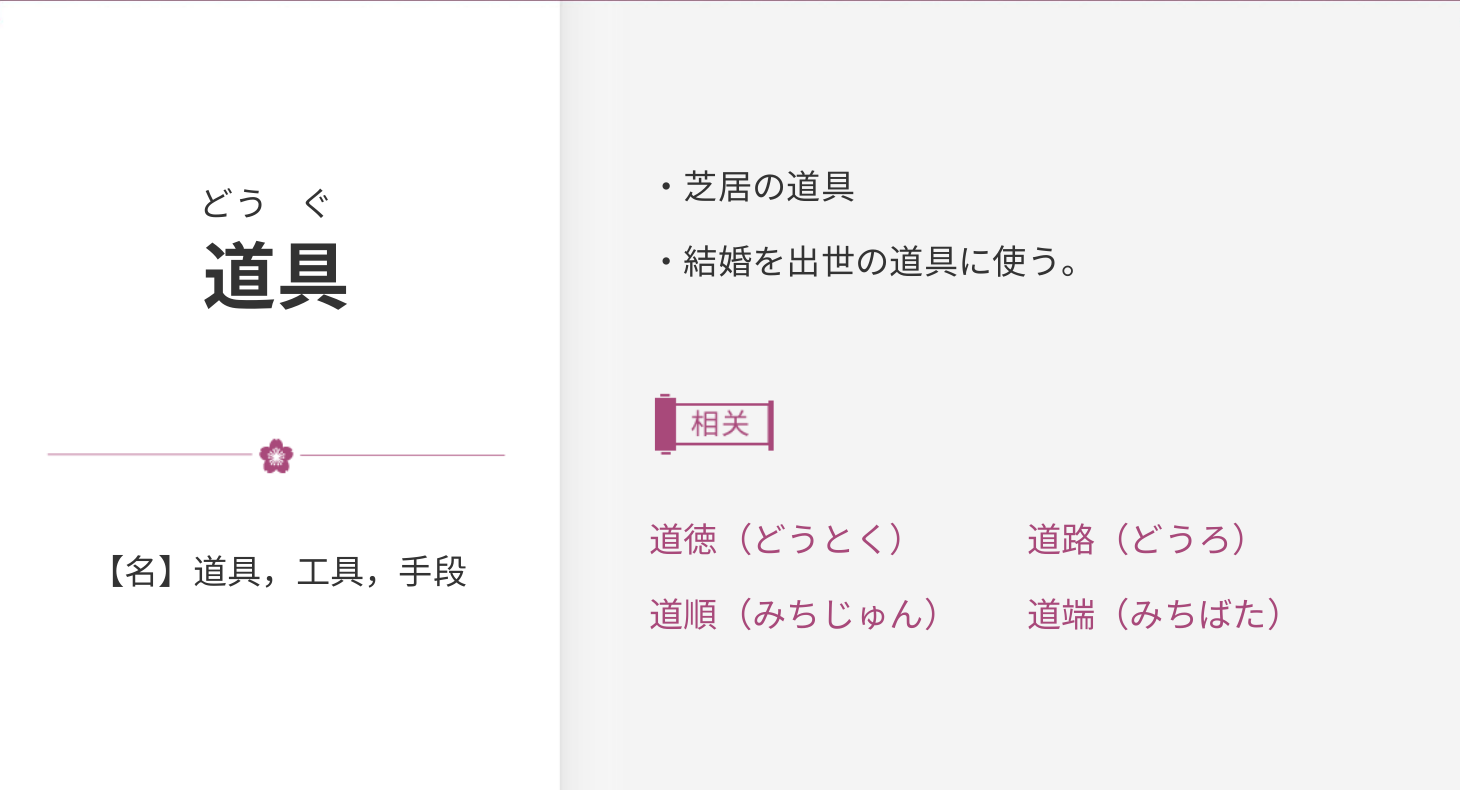 どう ぐ
道具
【名】道具，工具，手段
・芝居の道具
・結婚を出世の道具に使う。
相关
道徳（どうとく） 道路（どうろ）
道順（みちじゅん） 道端（みちばた）